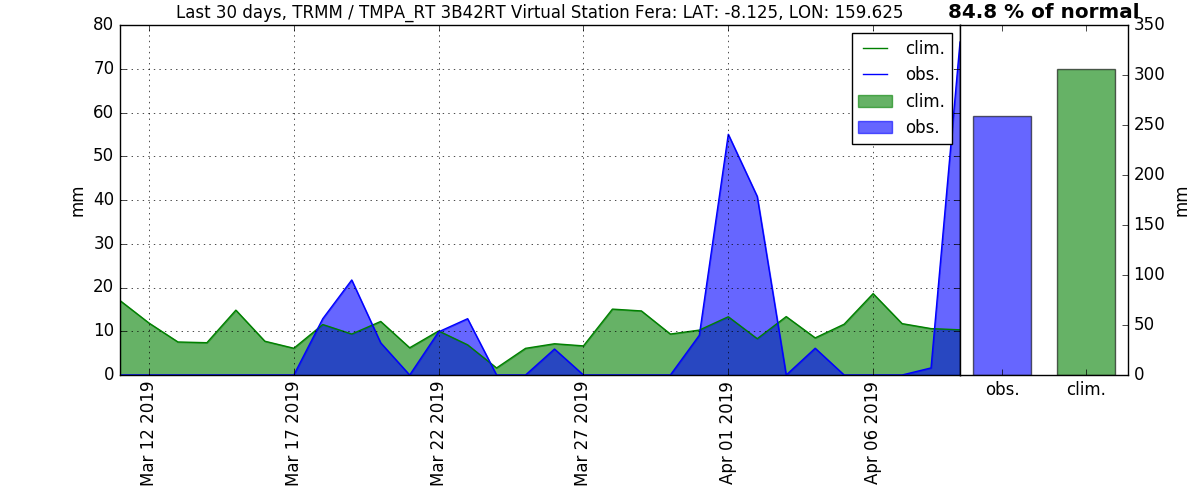 Last 30 days, TRMM / TMPA_RT 3B42RT Virtual Station Fera: LAT: -8.125, LON: 159.625
84.8 % of normal
80
70
60
50
40
30
20
10
0
mm
clim.
obs.
clim.
obs.
350
300
250
200
150
100
50
0
mm
obs.
clim.
Mar 12 2019
Mar 17 2019
Mar 22 2019
Mar 27 2019
Apr 01 2019
Apr 06 2019